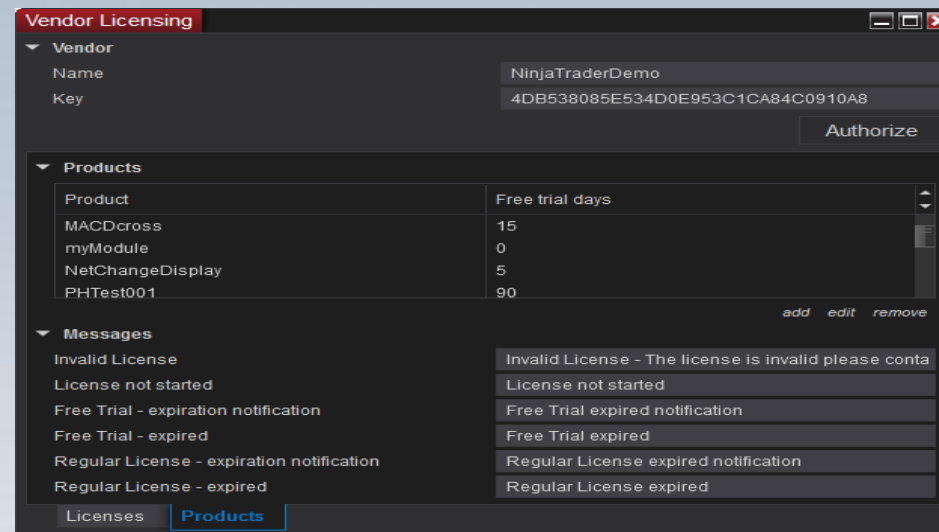 Vendor Licensing
Vendor
Name NinjaTraderDemo
Key 4DB538085E534D0E953C1CA84C0910A8
Authorize
Products
Product Free trial days
MACDcross 15
myModule 0
NetChangeDisplay 5
PHTest001 90
add edit remove
Messages
Invalid License Invalid License - The license is invalid please conta
License not started License not started
Free Trial - expiration notification Free Trial expired notification
Free Trial - expired Free Trial expired
Regular License - expiration notification Regular License expired notification
Regular License - expired Regular License expired
Licenses Products